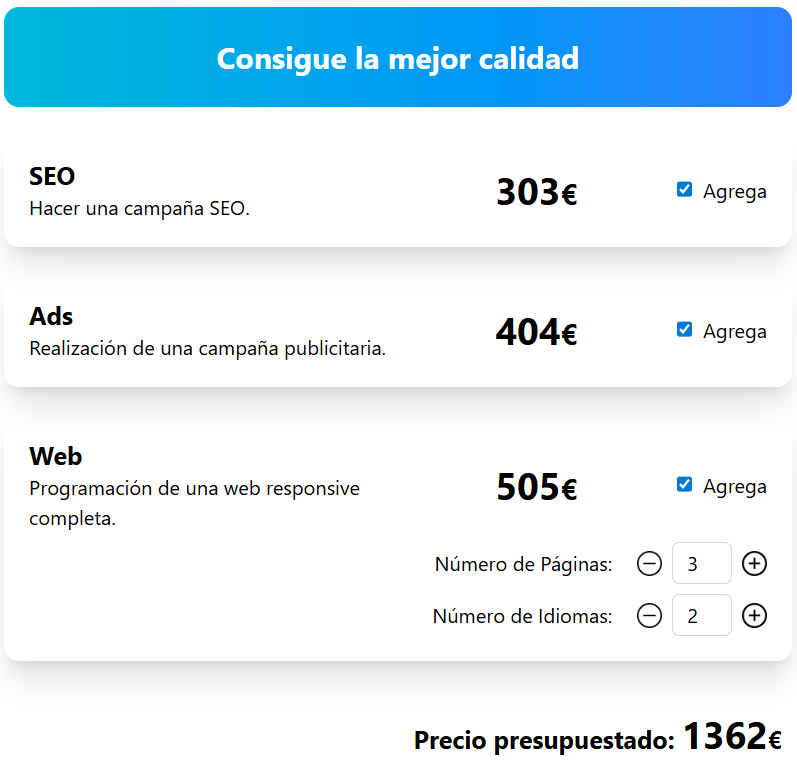 Consigue la mejor calidad
SEO
Hacer una campaña SEO.
303€
Agrega
Ads
Realización de una campaña publicitaria.
404€
Agrega
Web
Programación de una web responsive
completa.
505€
Agrega
Número de Páginas: 3
Número de Idiomas: 2
Precio presupuestado: 1362€